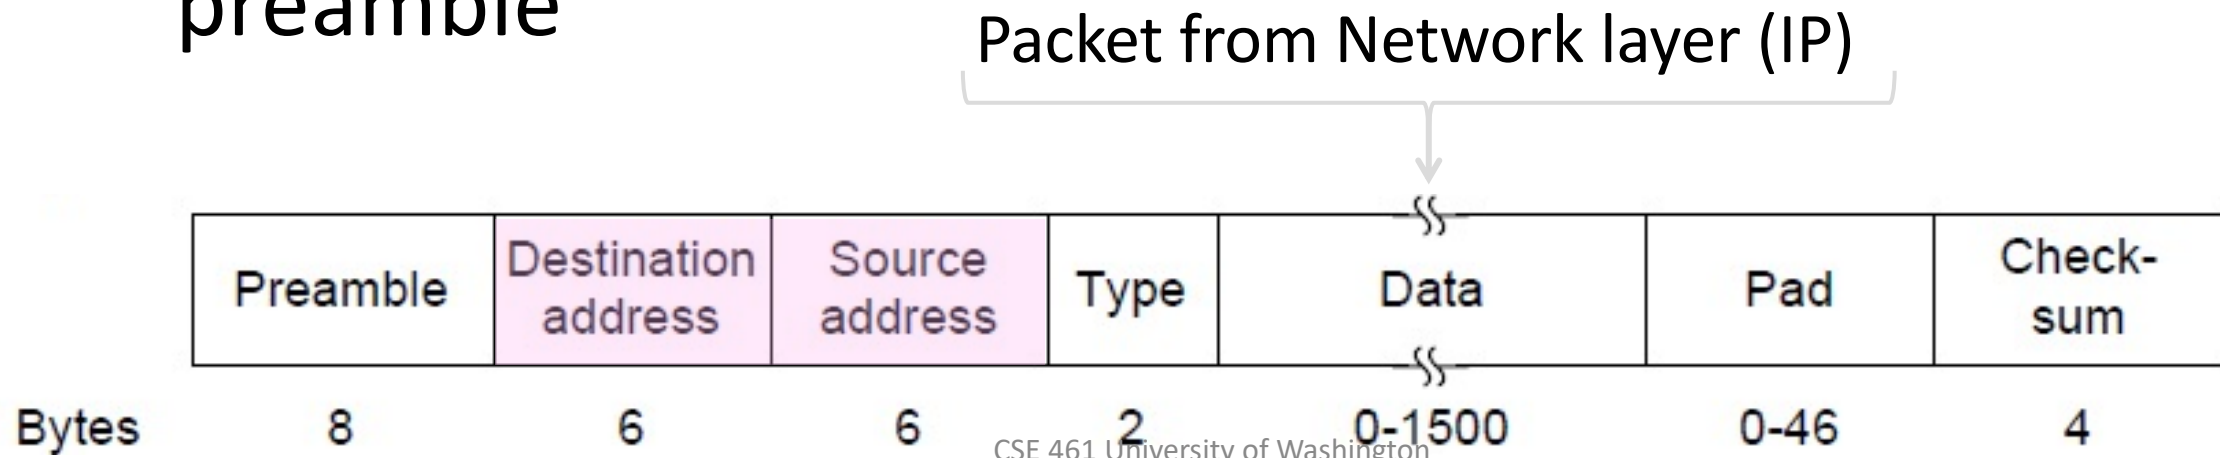 preamble
Packet from Network layer (IP)
Preamble
Destination
address
Source
address
Type
Data
Pad
Check-
sum
Bytes 8 6 6 2 0-1500 0-46 4
CSE 461 University of Washington